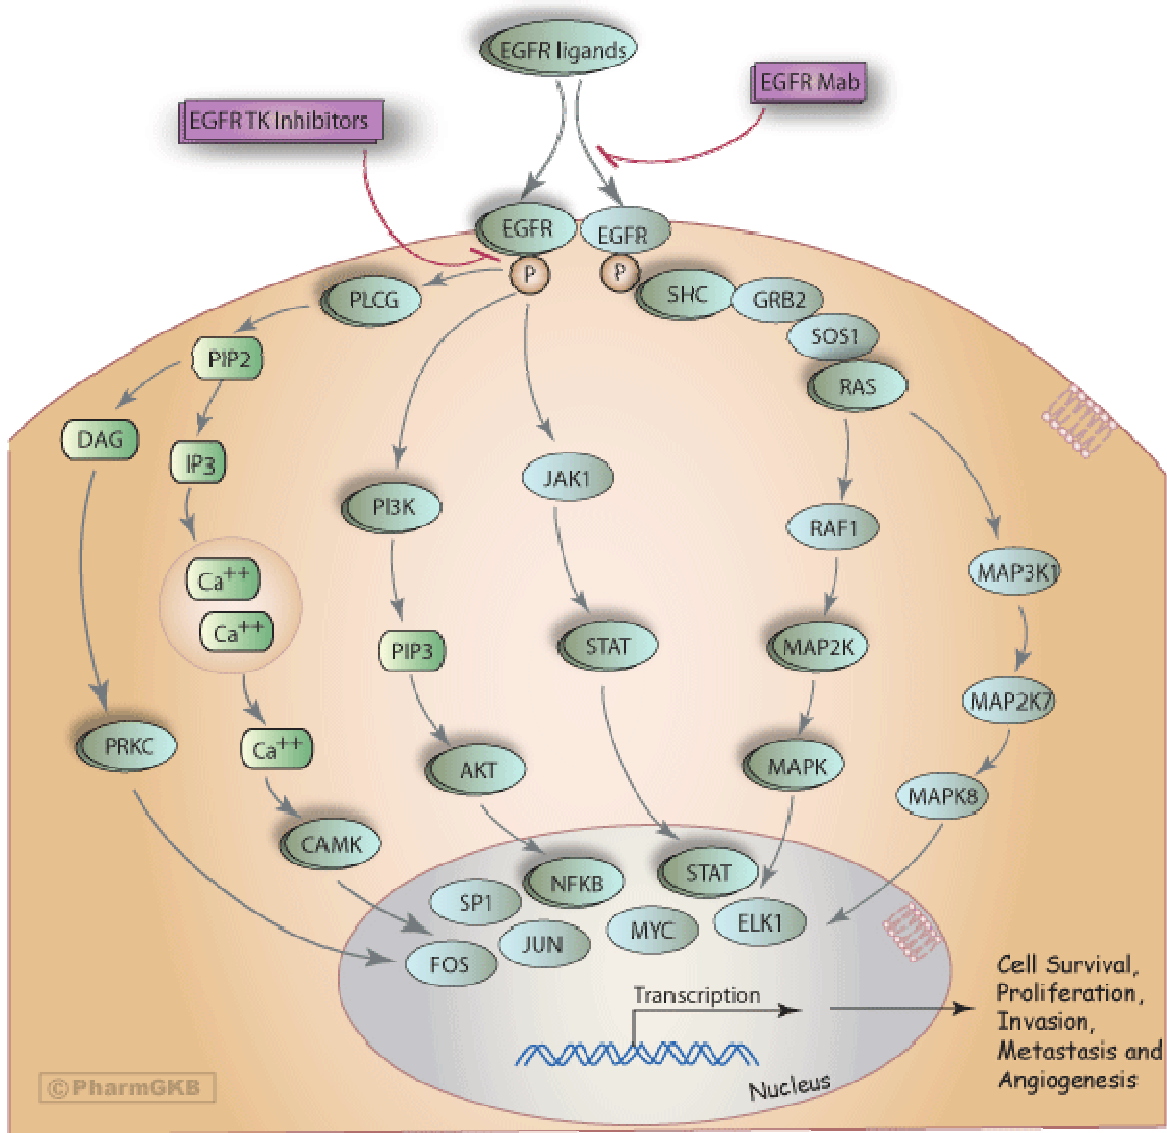 EGFR ligands
EGFR Mab
EGFR TK Inhibitors
EGFR
EGFR
P
P
PLCG
SHC
GRB2
SOS1
PIP2
RAS
DAG
IP3
JAK1
PI3K
RAF1
MAP3K1
Ca++
Ca++
PIP3
STAT
MAP2K
MAP2K7
PRKC
Ca++
AKT
MAPK
MAPK8
CAMK
NFKB
STAT
SP1
JUN
MYC
ELK1
FOS
Transcription
Cell Survival,
Proliferation,
Invasion,
Metastasis and
Angiogenesis
Nucleus
©PharmGKB